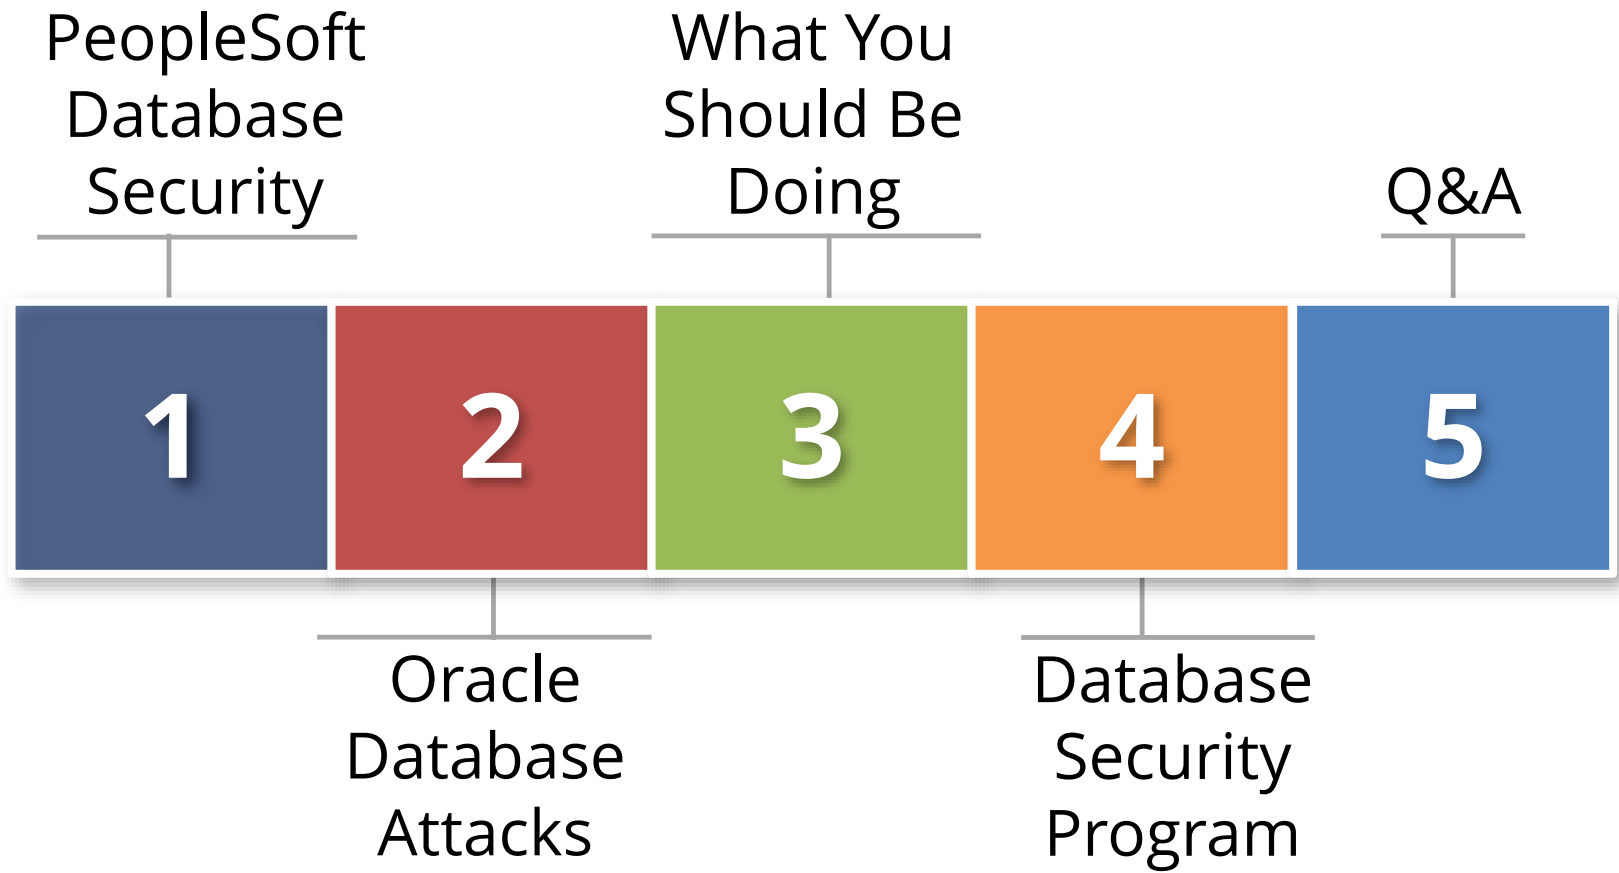 PeopleSoft
Database
Security
What You
Should Be
Doing
Q&A
1
2
3
4
5
Oracle
Database
Attacks
Database
Security
Program